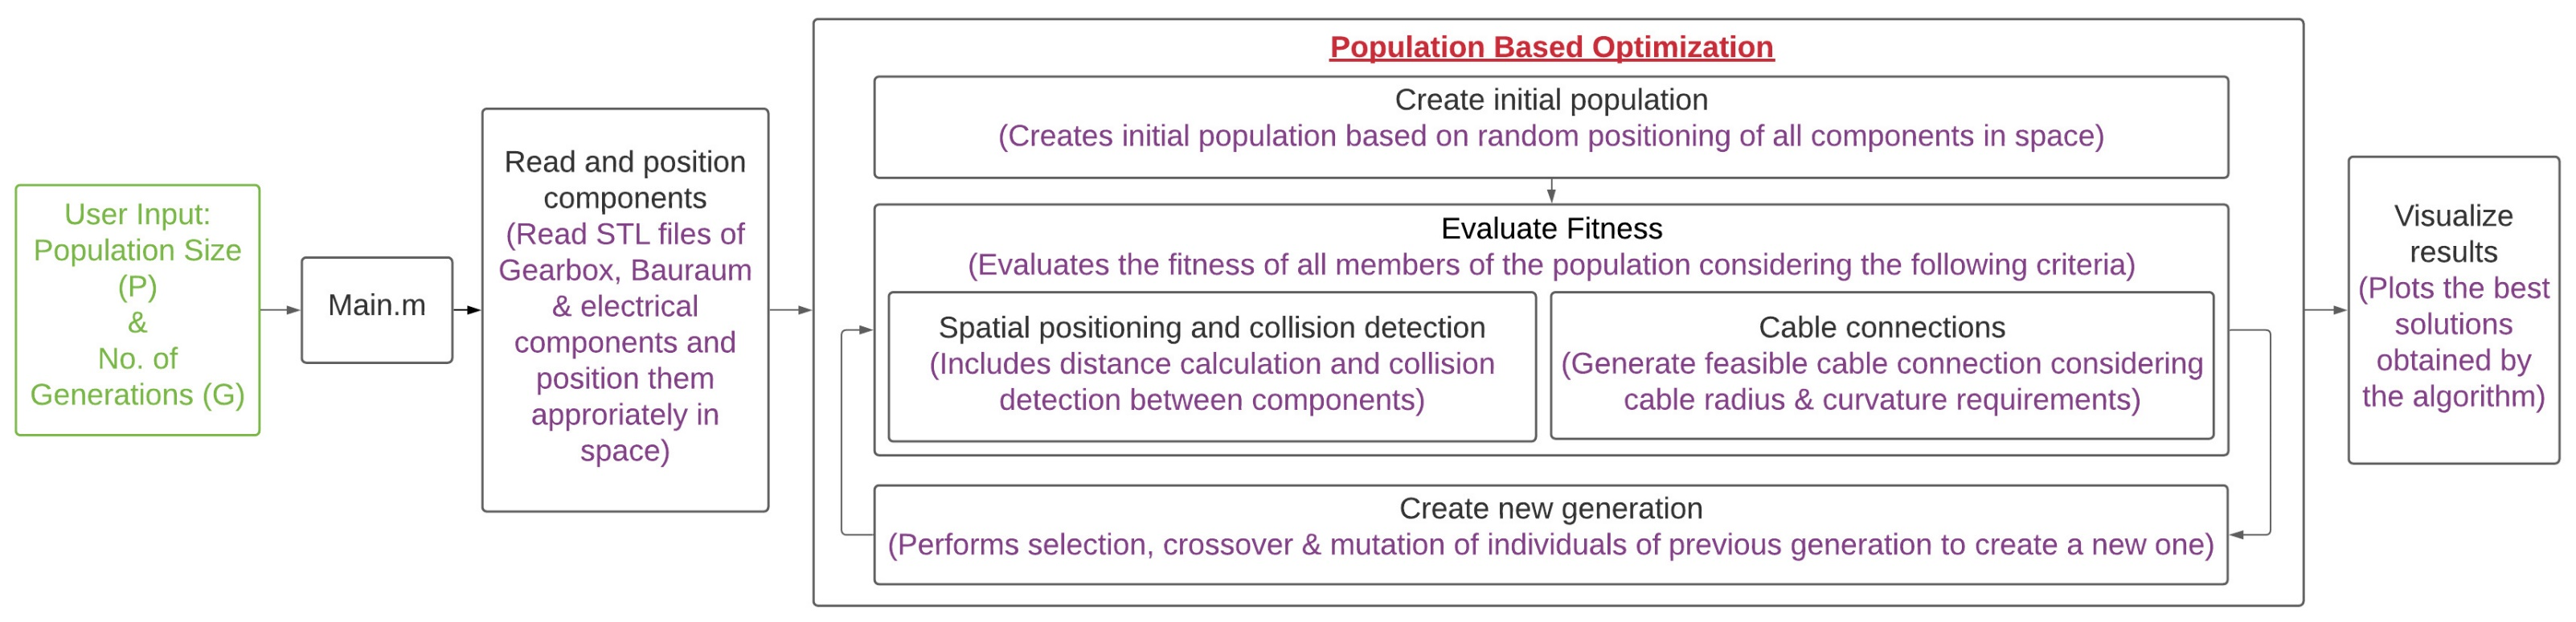 User Input:
Population Size
(P)
&
No. of
Generations (G)
Main.m
Read and position
components
(Read STL files of
Gearbox, Bauraum
& electrical
components and
position them
approriately in
space)
Population Based Optimization
Create initial population
(Creates initial population based on random positioning of all components in space)
Evaluate Fitness
(Evaluates the fitness of all members of the population considering the following criteria)
Spatial positioning and collision detection
(Includes distance calculation and collision
detection between components)
Cable connections
(Generate feasible cable connection considering
cable radius & curvature requirements)
Create new generation
(Performs selection, crossover & mutation of individuals of previous generation to create a new one)
Visualize
results
(Plots the best
solutions
obtained by
the algorithm)